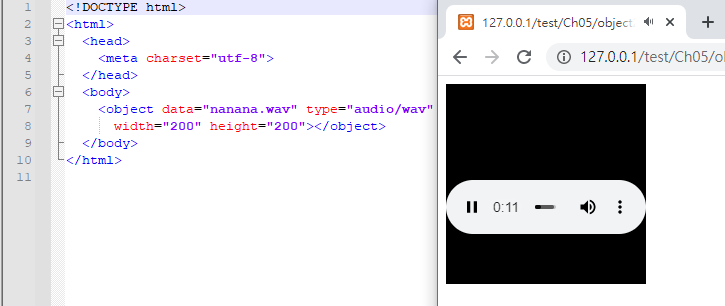 1 <!DOCTYPE html>
2 <html>
3 <head>
4 <meta charset="utf-8">
5 </head>
6 <body>
7 <object data="nanana.wav" type="audio/wav"
8 width="200" height="200"></object>
9 </body>
10 </html>
11
127.0.0.1/test/Ch05/object.
127.0.0.1/test/Ch05/ob
0:11